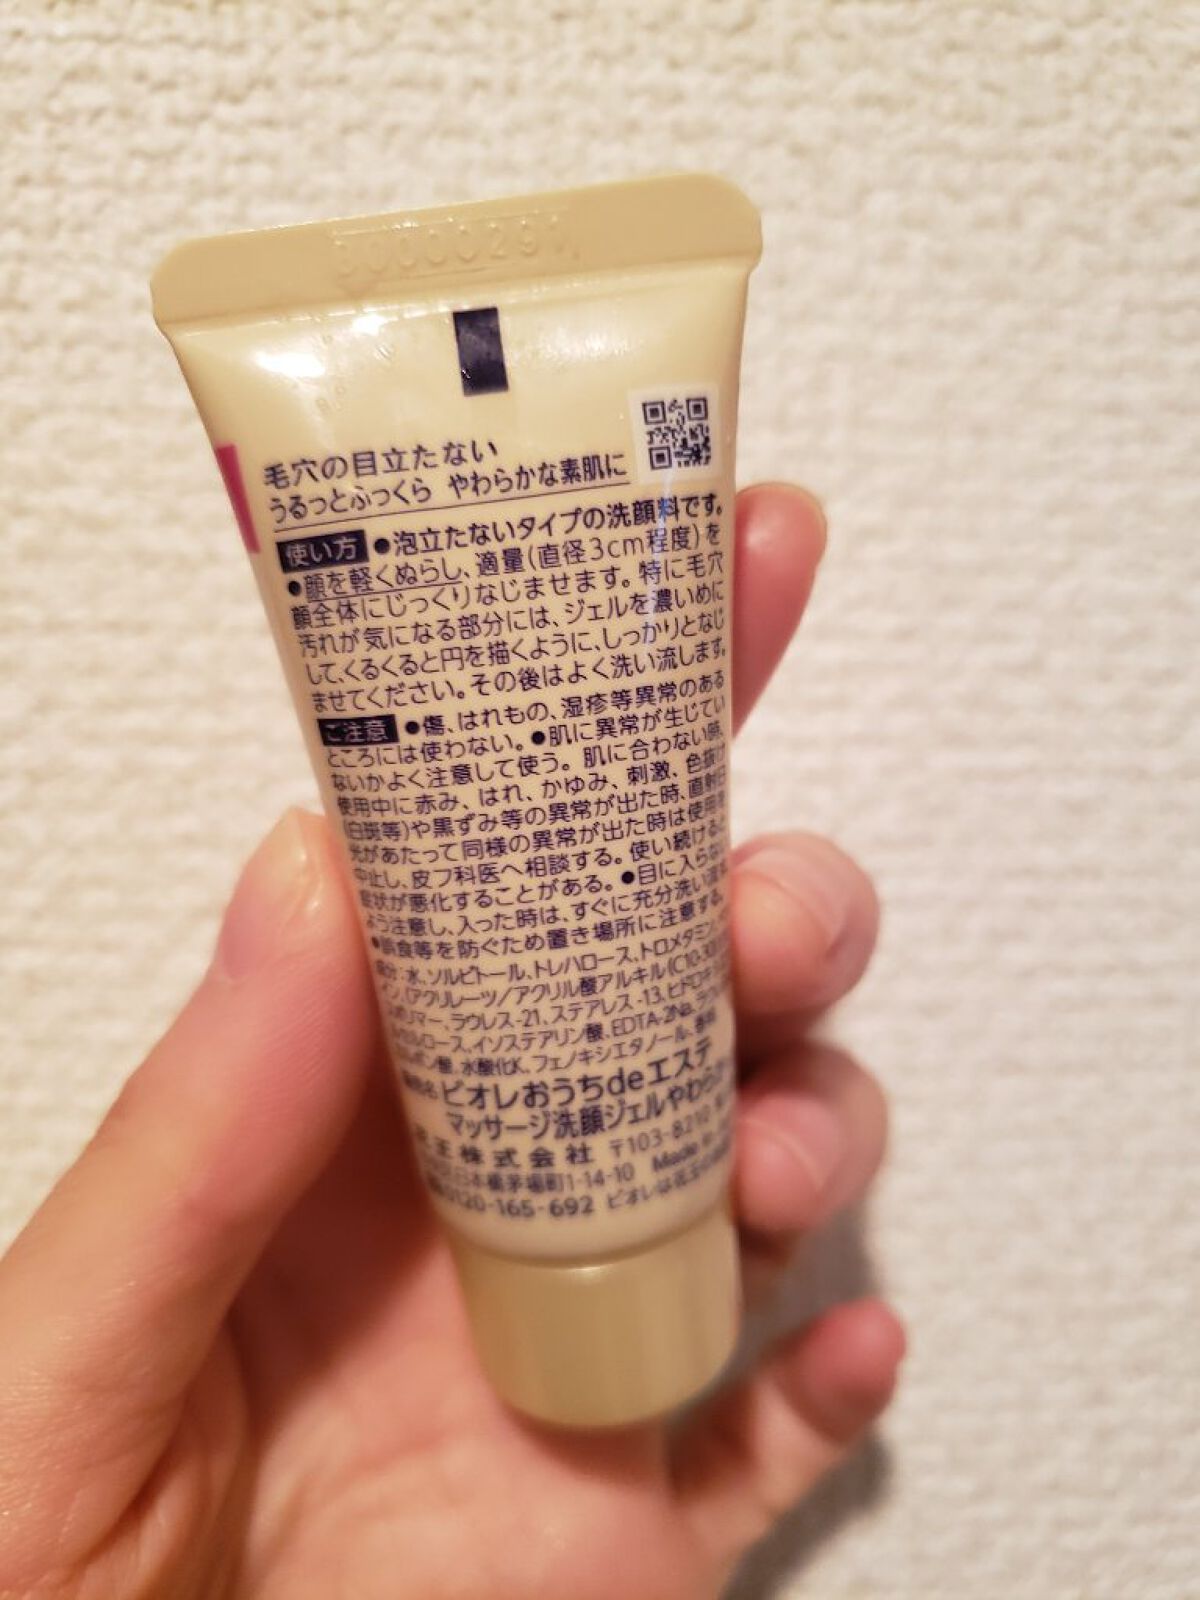 毛穴の目立たない
うるっとふっくら やわらかな素肌に
使い方 ●泡立たないタイプの洗顔料です。
●顔を軽くぬらし、適量(直径3cm程度)を
顔全体にじっくりなじませます。特に毛穴
汚れが気になる部分には、ジェルを濃いめに
して、くるくると円を描くように、しっかりとなじ
ませてください。その後はよく洗い流します。
ご注意 ●傷、はれもの、湿疹等異常のある
ところには使わない。●肌に異常が生じてい
ないかよく注意して使う。肌に合わない時、
使用中に赤み、はれ、かゆみ、刺激、色抜け
(白斑等)や黒ずみ等の異常が出た時、直射日
光があたって同様の異常が出た時は使用を
中止し、皮フ科医へ相談する。使い続けると
症状が悪化することがある。●目に入らない
よう注意し、入った時は、すぐに充分洗い流す。
●誤食等を防ぐため置き場所に注意する。
成分:水、ソルビトール、トレハロース、トロメタミン、
イン、(アクリレーツ/アクリル酸アルキル(C10-30))
ポリマー、ラウレス-21、ステアレス-13、ヒドロキシ
セルロース、イソステアリン酸、EDTA-2Na、ラウ
ルボン酸、水酸化K、フェノキシエタノール、香料
ビオレおうちdeエステ
マッサージ洗顔ジェルやわらか
花王株式会社 〒103-8210
日本橋茅場町1-14-10 Made in
0120-165-692 ビオレは花王の